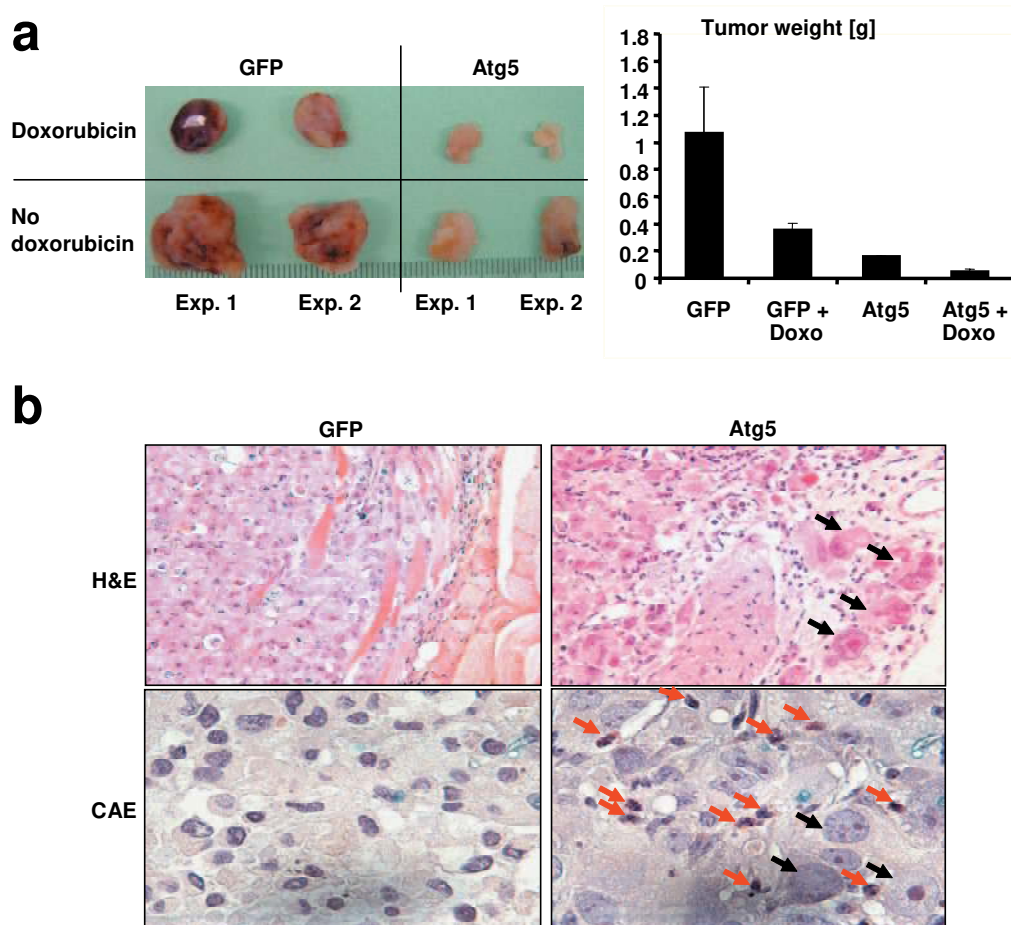 a
GFP Atg5
Doxorubicin
No
doxorubicin
Exp. 1 Exp. 2 Exp. 1 Exp. 2
Tumor weight [g]
1.8
1.6
1.4
1.2
1
0.8
0.6
0.4
0.2
0
GFP GFP + Atg5 Atg5 +
Doxo Doxo
b
GFP Atg5
H&E
CAE